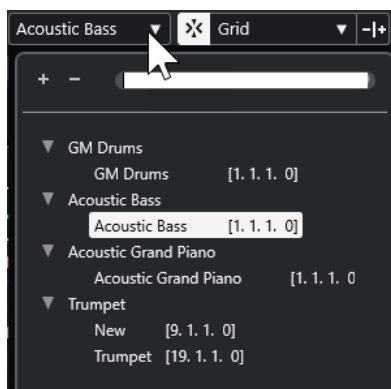 Acoustic Bass Grid
+ −
GM Drums
GM Drums [1. 1. 1. 0]
Acoustic Bass
Acoustic Bass [1. 1. 1. 0]
Acoustic Grand Piano
Acoustic Grand Piano [1. 1. 1. 0
Trumpet
New [9. 1. 1. 0]
Trumpet [19. 1. 1. 0]